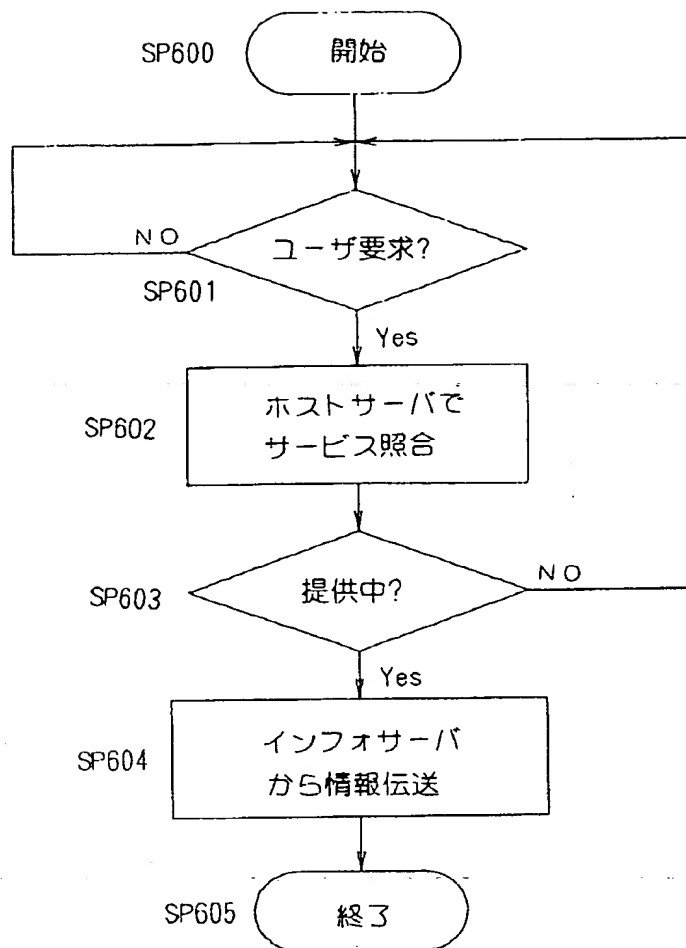 SP600
開始
NO
ユーザ要求?
SP601
Yes
ホストサーバで
サービス照合
SP602
提供中?
NO
SP603
Yes
インフォサーバ
から情報伝送
SP604
SP605
終了